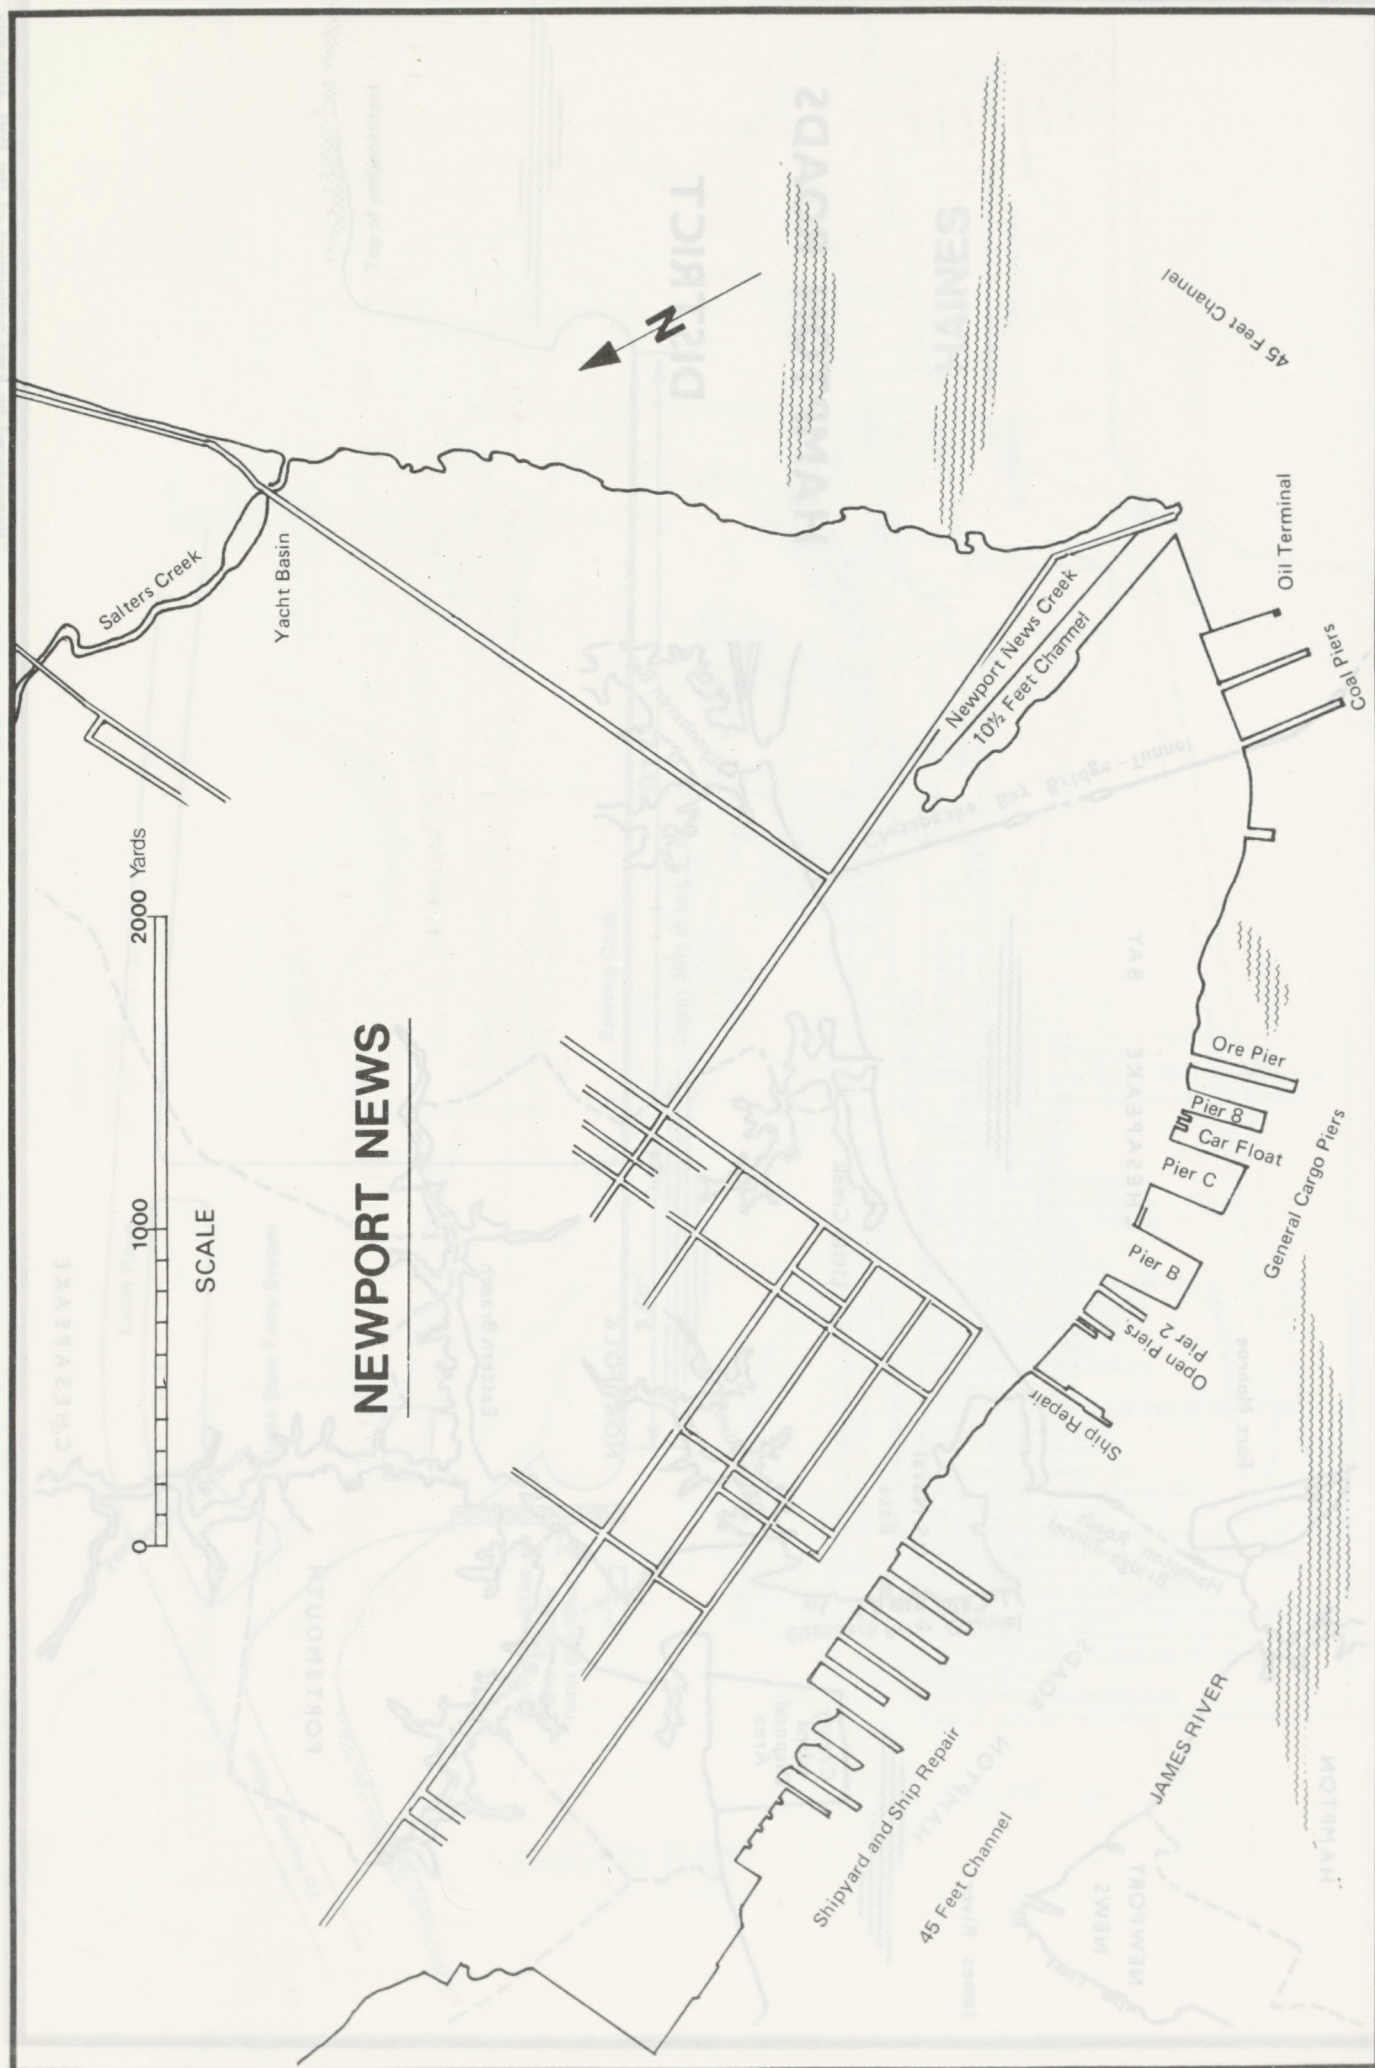 NEWPORT NEWS
0 1000 2000 Yards
SCALE
N
Salters Creek
Yacht Basin
Newport News Creek
10½ Feet Channel
45 Feet Channel
Oil Terminal
Coal Piers
Ore Pier
Pier 8
Car Float
Pier C
General Cargo Piers
Pier B
Pier 2
Open Piers
Ship Repair
Shipyard and Ship Repair
45 Feet Channel
JAMES RIVER